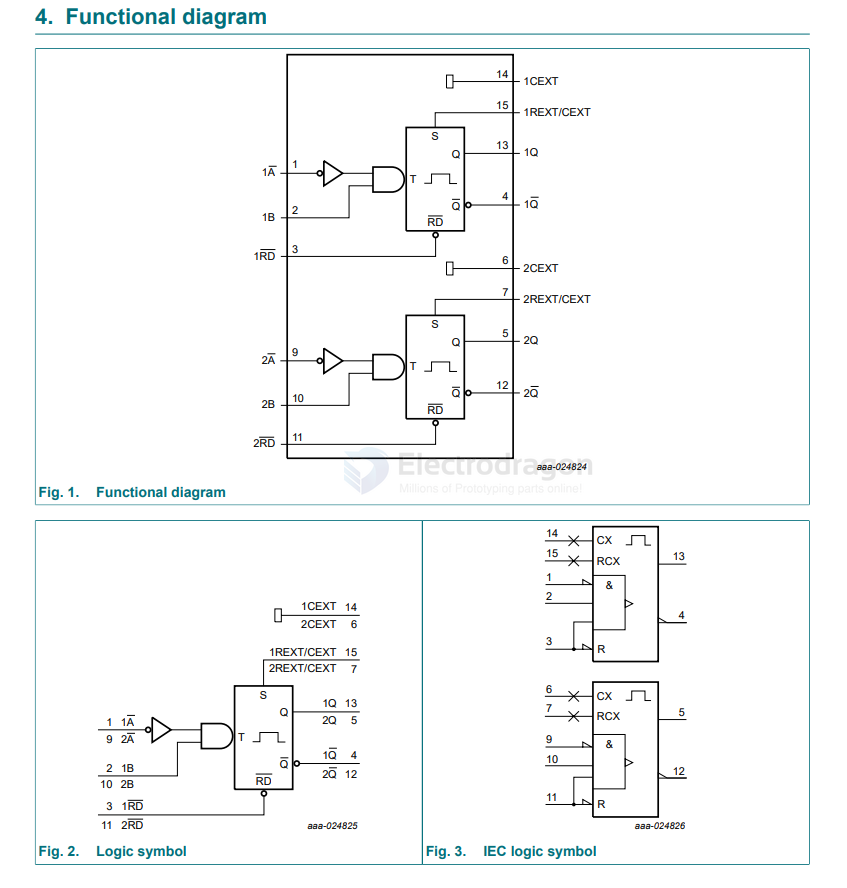 4. Functional diagram
14
1CEXT
15
1REXT/CEXT
S
13
Q
1Q
1A̅
1
T
4
Q̅
1Q̅
1B
2
R̅D̅
1R̅D̅
3
6
2CEXT
7
2REXT/CEXT
S
5
Q
2Q
2A̅
9
T
12
Q̅
2Q̅
2B
10
R̅D̅
2R̅D̅
11
Electrodragon
Millions of Prototyping parts online!
aaa-024824
Fig. 1. Functional diagram
1CEXT 14
2CEXT 6
1REXT/CEXT 15
2REXT/CEXT 7
S
Q
1Q 13
2Q 5
1 1A̅
9 2A̅
T
Q̅
1Q̅ 4
2Q̅ 12
2 1B
10 2B
R̅D̅
3 1R̅D̅
11 2R̅D̅
aaa-024825
Fig. 2. Logic symbol
14
CX
15
RCX
13
1
&
2
4
3
R
6
CX
7
RCX
5
9
&
10
12
11
R
aaa-024826
Fig. 3. IEC logic symbol